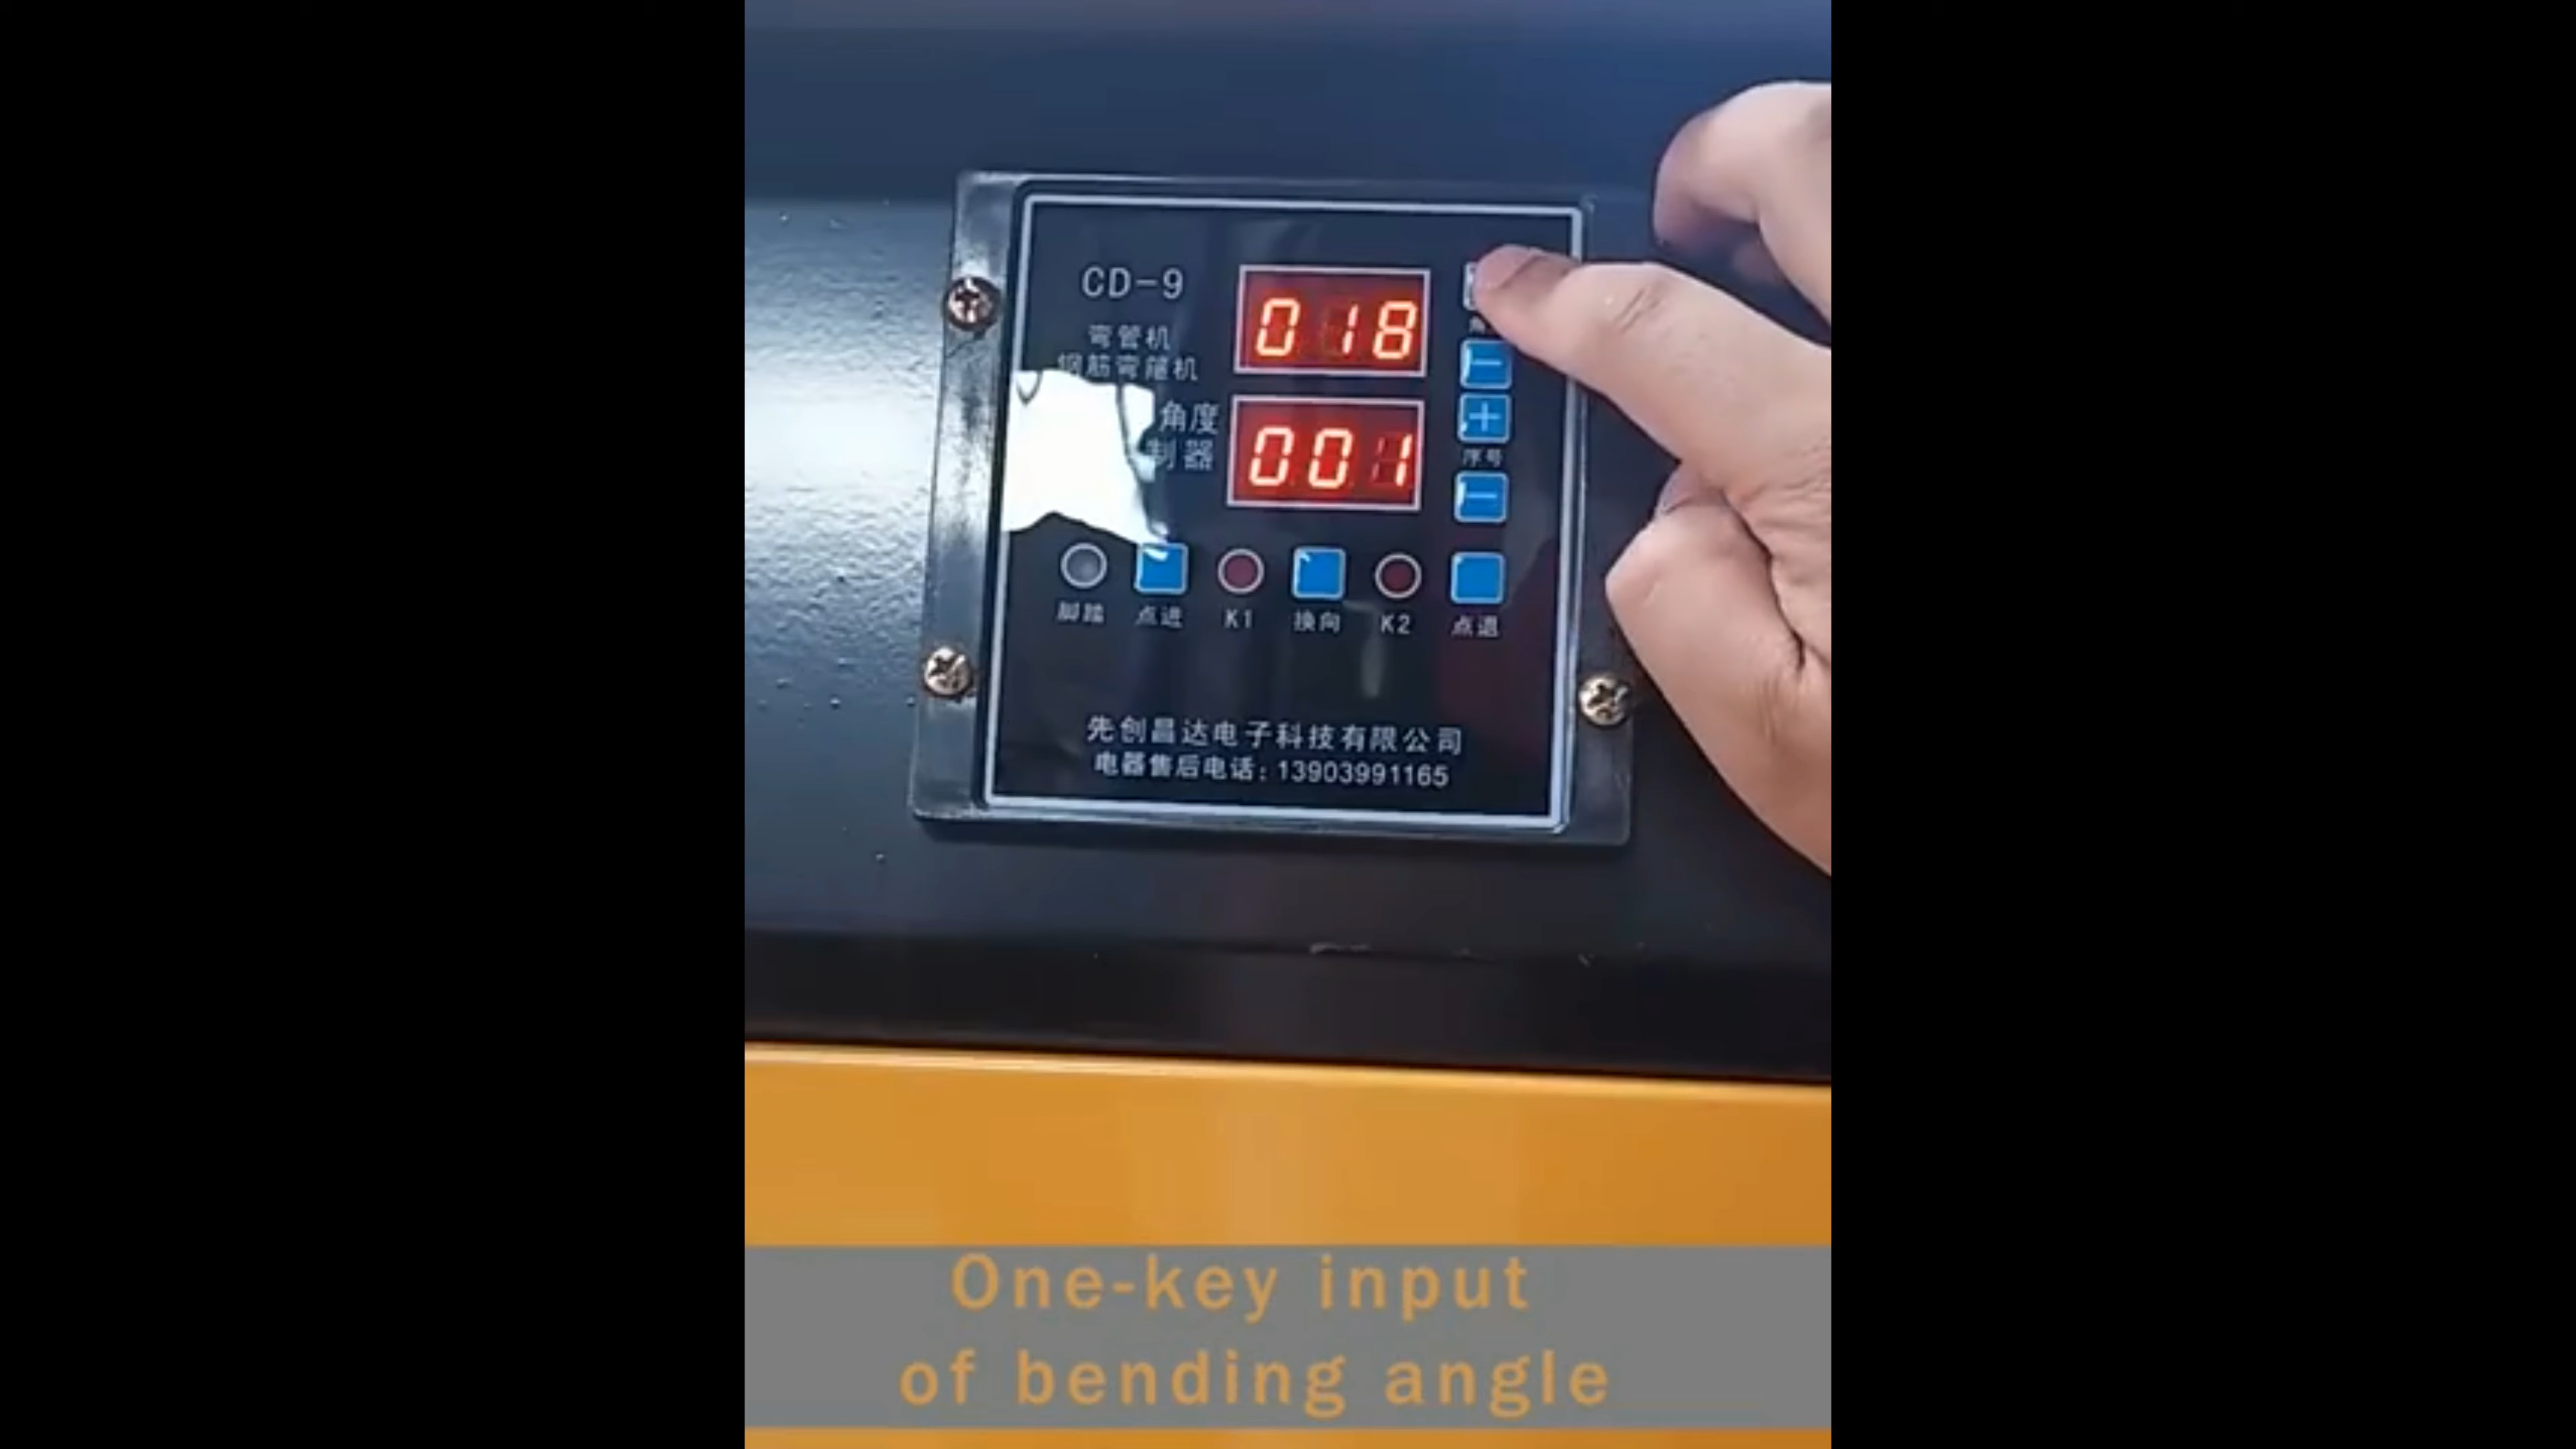 CD-9
018
弯管机
钢筋弯箍机
角度
制器
001
序号
脚踏 点进 K1 换向 K2 点退
先创昌达电子科技有限公司
电器售后电话: 13903991165
One-key input
of bending angle